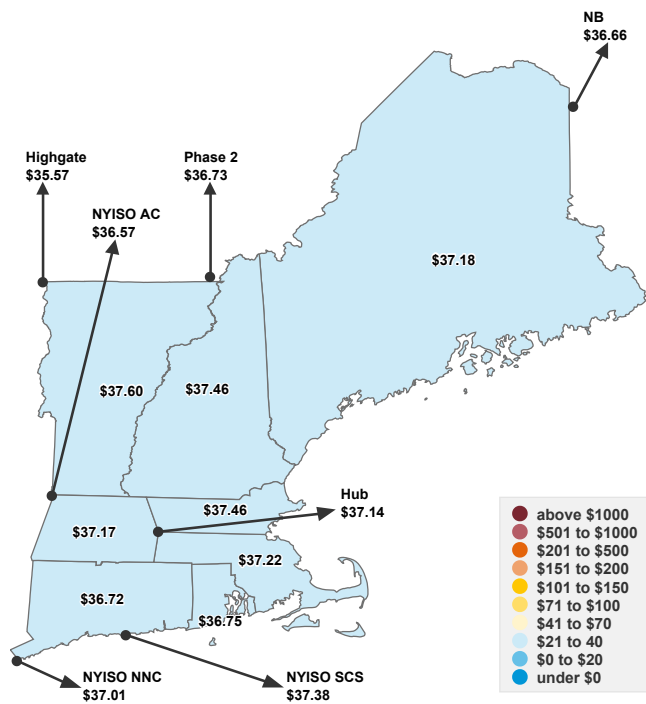 NB
$36.66
Highgate
$35.57
Phase 2
$36.73
NYISO AC
$36.57
$37.18
$37.60
$37.46
Hub
$37.14
$37.46
$37.17
$37.22
$36.72
$36.75
NYISO NNC
$37.01
NYISO SCS
$37.38
above $1000
$501 to $1000
$201 to $500
$151 to $200
$101 to $150
$71 to $100
$41 to $70
$21 to 40
$0 to $20
under $0